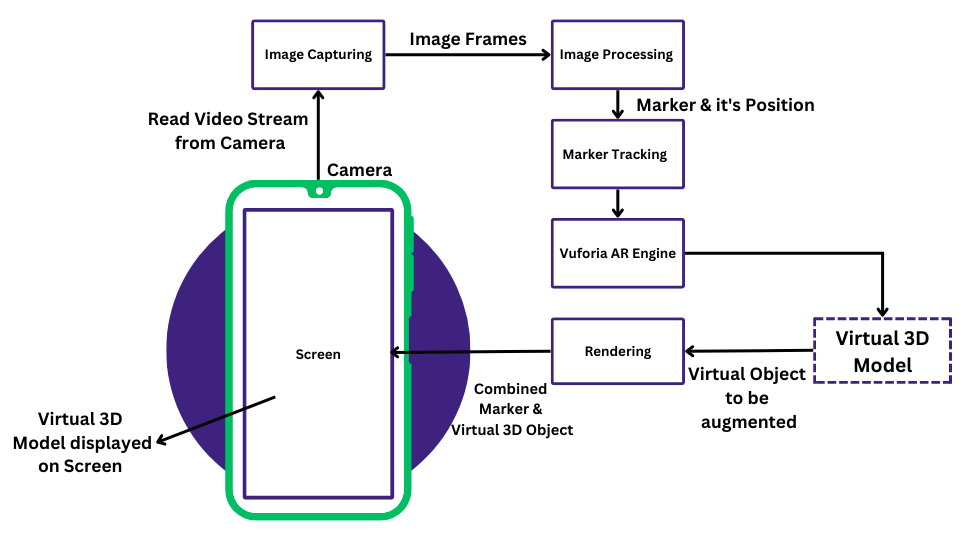 Image Capturing
Image Frames
Image Processing
Read Video Stream
from Camera
Marker & it's Position
Camera
Marker Tracking
Vuforia AR Engine
Virtual 3D
Model
Rendering
Screen
Virtual Object
to be
augmented
Combined
Marker &
Virtual 3D Object
Virtual 3D
Model displayed
on Screen